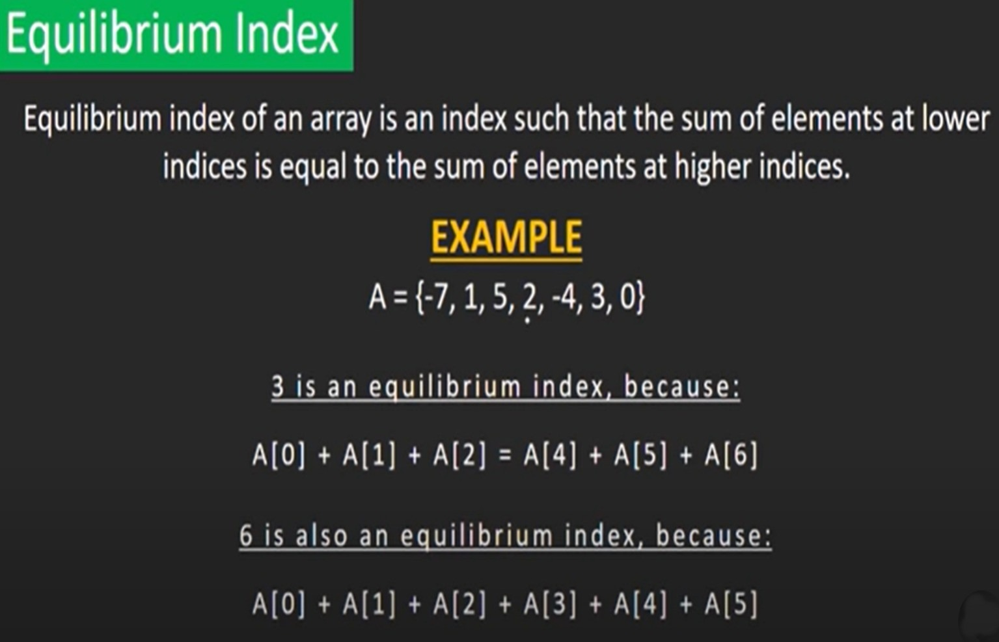 Equilibrium Index
Equilibrium index of an array is an index such that the sum of elements at lower
indices is equal to the sum of elements at higher indices.
EXAMPLE
A = {-7, 1, 5, 2, -4, 3, 0}
3 is an equilibrium index, because:
A[0] + A[1] + A[2] = A[4] + A[5] + A[6]
6 is also an equilibrium index, because:
A[0] + A[1] + A[2] + A[3] + A[4] + A[5]